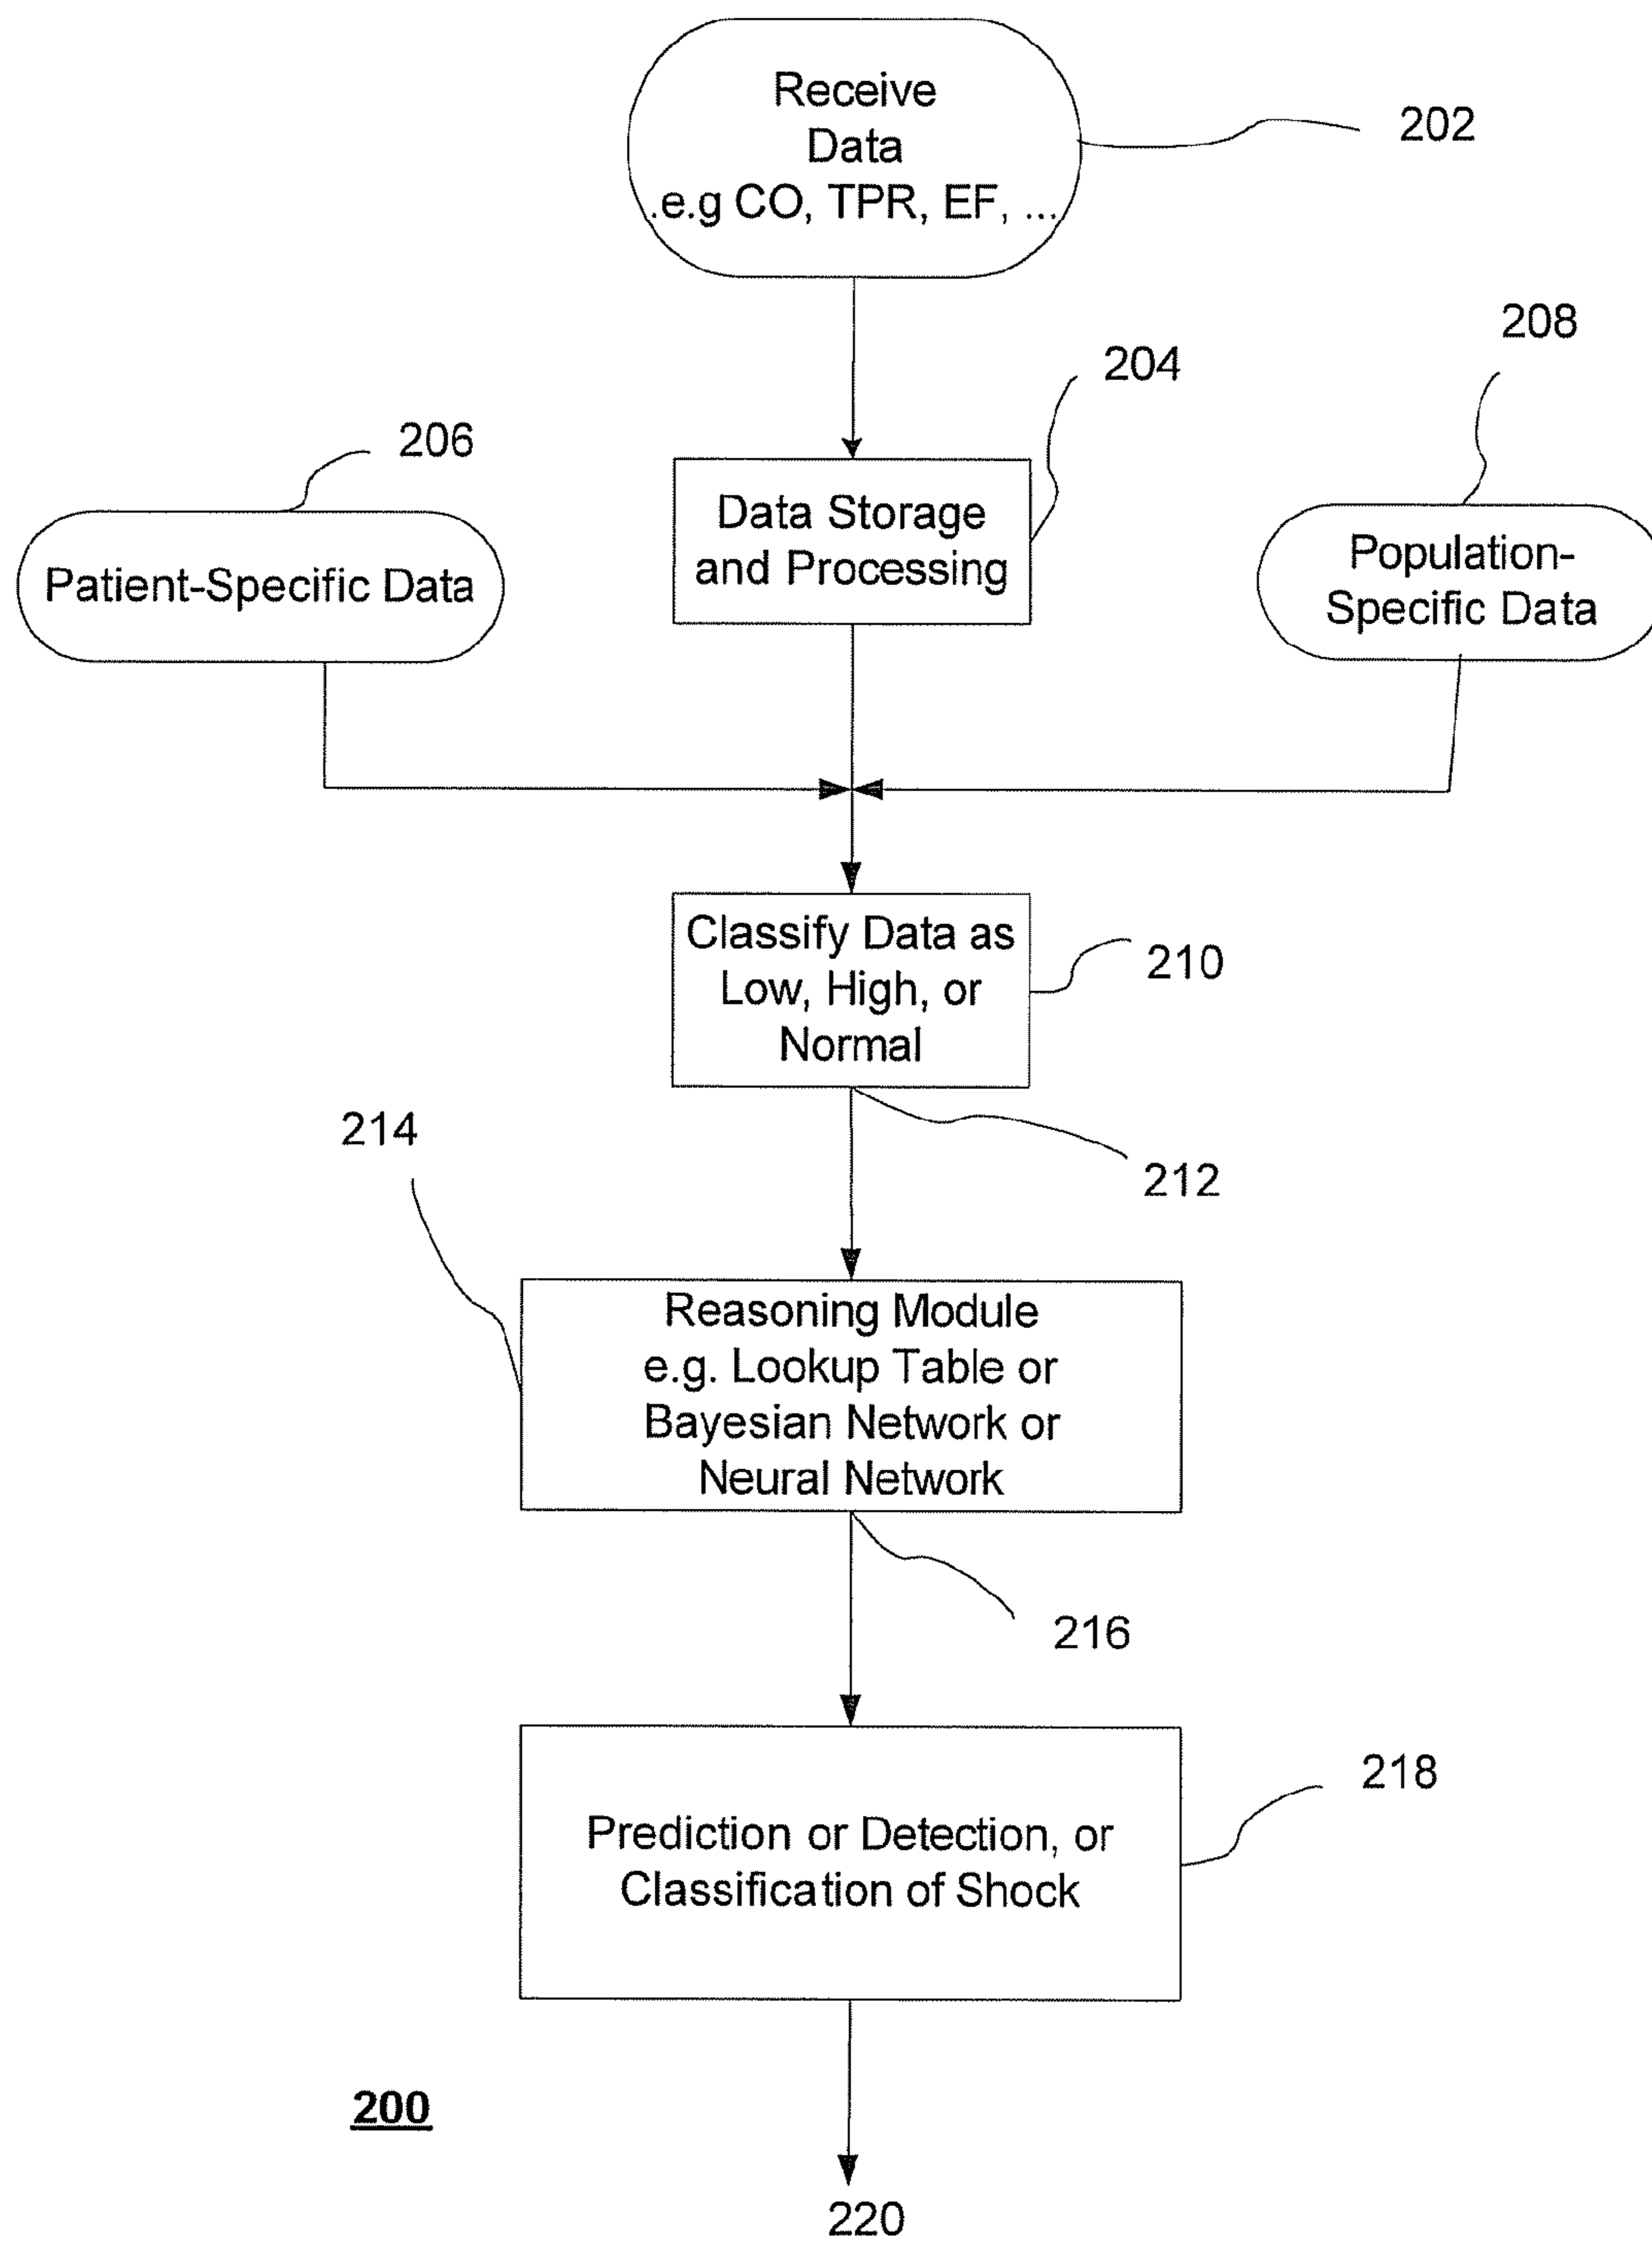 Receive
Data
.e.g CO, TPR, EF, ...
202
208
204
206
Data Storage
and Processing
Patient-Specific Data
Population-
Specific Data
Classify Data as
Low, High, or
Normal
210
214
212
Reasoning Module
e.g. Lookup Table or
Bayesian Network or
Neural Network
216
218
Prediction or Detection, or
Classification of Shock
200
220